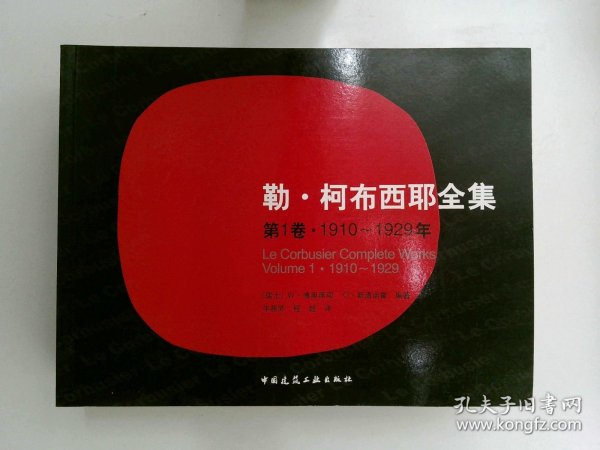 勒·柯布西耶全集
第1卷·1910～1929年
Le Corbusier Complete Works
Volume 1·1910～1929
中国建筑工业出版社
孔夫子旧书网
www.kongfz.com